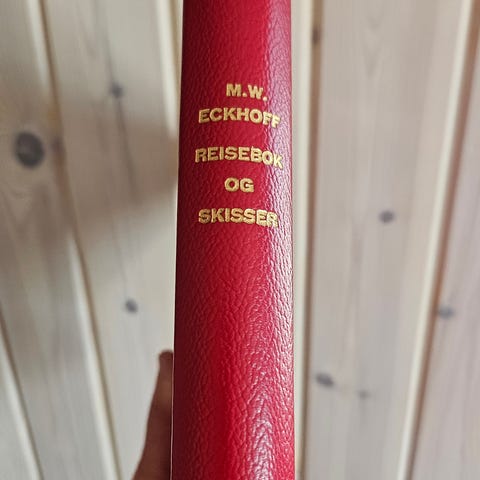 M.W.
ECKHOFF
REISEBOK
OG
SKISSER